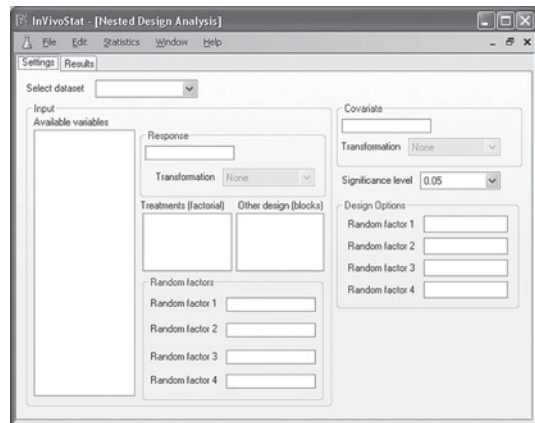 InVivoStat - [Nested Design Analysis]
File Edit Statistics Window Help
Settings Results
Select dataset
Input
Available variables
Response
Transformation None
Treatments (factorial) Other design (blocks)
Random factors
Random factor 1
Random factor 2
Random factor 3
Random factor 4
Covariate
Transformation None
Significance level 0.05
Design Options
Random factor 1
Random factor 2
Random factor 3
Random factor 4